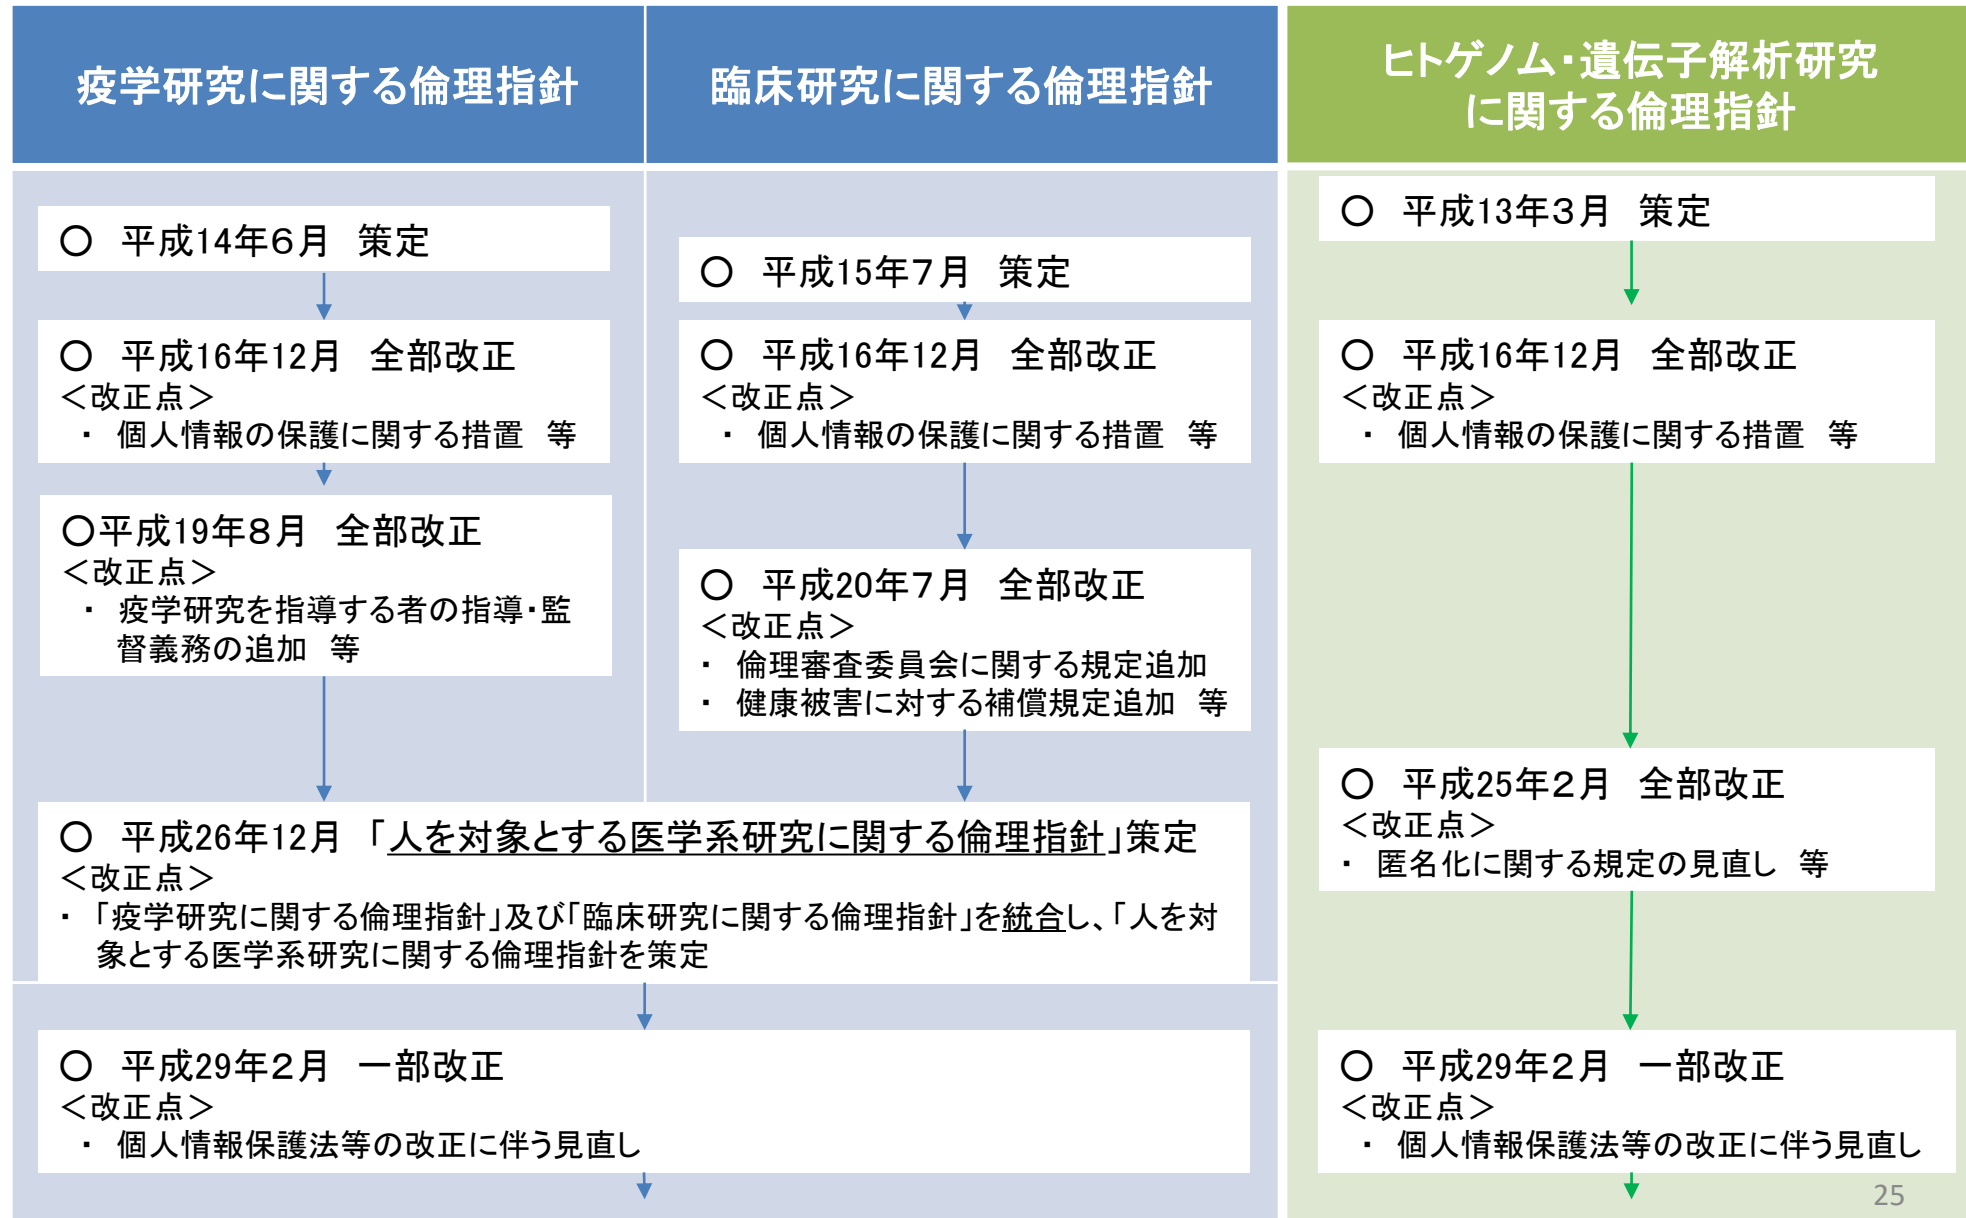 疫学研究に関する倫理指針
○　平成14年６月　策定
○　平成16年12月　全部改正
＜改正点＞
・　個人情報の保護に関する措置　等
○平成19年８月　全部改正
＜改正点＞
・　疫学研究を指導する者の指導・監
督義務の追加　等
臨床研究に関する倫理指針
○　平成15年７月　策定
○　平成16年12月　全部改正
＜改正点＞
・　個人情報の保護に関する措置　等
○　平成20年７月　全部改正
＜改正点＞
・　倫理審査委員会に関する規定追加
・　健康被害に対する補償規定追加　等
○　平成26年12月　「人を対象とする医学系研究に関する倫理指針」策定
＜改正点＞
・　「疫学研究に関する倫理指針」及び「臨床研究に関する倫理指針」を統合し、「人を対
象とする医学系研究に関する倫理指針を策定
○　平成29年２月　一部改正
＜改正点＞
・　個人情報保護法等の改正に伴う見直し
ヒトゲノム・遺伝子解析研究
に関する倫理指針
○　平成13年３月　策定
○　平成16年12月　全部改正
＜改正点＞
・　個人情報の保護に関する措置　等
○　平成25年２月　全部改正
＜改正点＞
・　匿名化に関する規定の見直し　等
○　平成29年２月　一部改正
＜改正点＞
・　個人情報保護法等の改正に伴う見直し
25